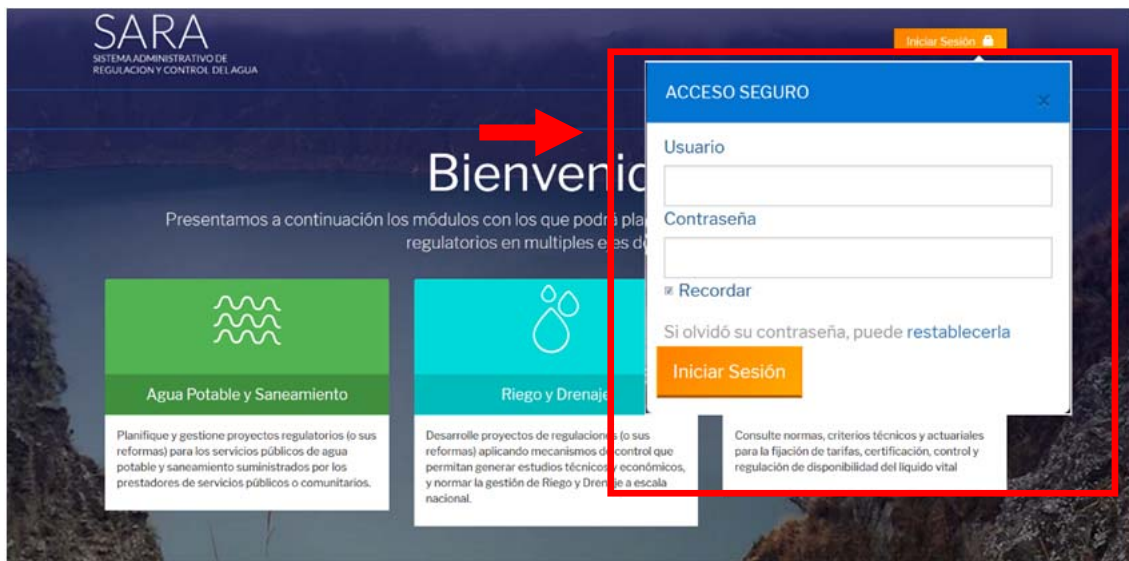 SARA
SISTEMA ADMINISTRATIVO DE
REGULACION Y CONTROL DEL AGUA
Iniciar Sesión
ACCESO SEGURO
×
Usuario
Contraseña
Recordar
Si olvidó su contraseña, puede restablecerla
Iniciar Sesión
Bienvenid
Presentamos a continuación los módulos con los que podrá pla
regulatorios en multiples ejes d
Agua Potable y Saneamiento
Planifique y gestione proyectos regulatorios (o sus
reformas) para los servicios públicos de agua
potable y saneamiento suministrados por los
prestadores de servicios públicos o comunitarios.
Riego y Drenaje
Desarrolle proyectos de regulaciones (o sus
reformas) aplicando mecanismos de control que
permitan generar estudios técnicos y económicos,
y normar la gestión de Riego y Drenaje a escala
nacional.
Consulte normas, criterios técnicos y actuariales
para la fijación de tarifas, certificación, control y
regulación de disponibilidad del líquido vital